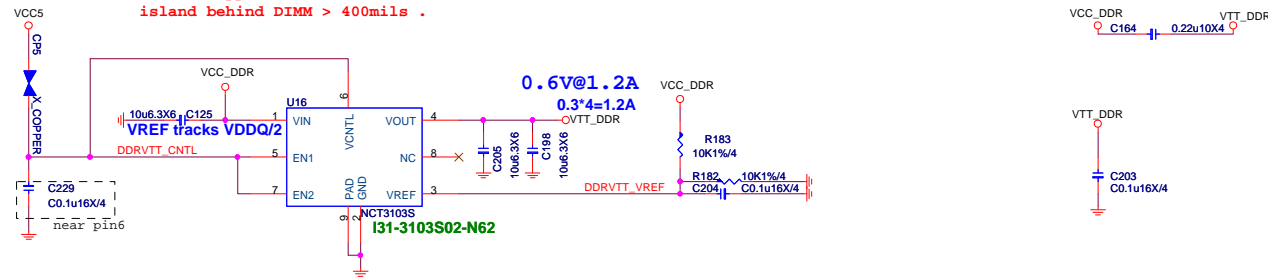 island behind DIMM > 400mils .
VCC5
CP5
X_COPPER
VCC_DDR
10u6.3X6
C125
VREF tracks VDDQ/2
DDRVTT_CNTL
C229
C0.1u16X/4
near pin6
U16
6
1
VIN
VCNTL
VOUT
4
5
EN1
NC
8
7
EN2
PAD
GND
VREF
3
9
2
NCT3103S
I31-3103S02-N62
0.6V@1.2A
0.3*4=1.2A
VTT_DDR
C205
10u6.3X6
C198
10u6.3X6
VCC_DDR
R183
10K1%/4
DDRVTT_VREF
R182
10K1%/4
C204
C0.1u16X/4
VCC_DDR
VTT_DDR
C164
0.22u10X4
VTT_DDR
C203
C0.1u16X/4